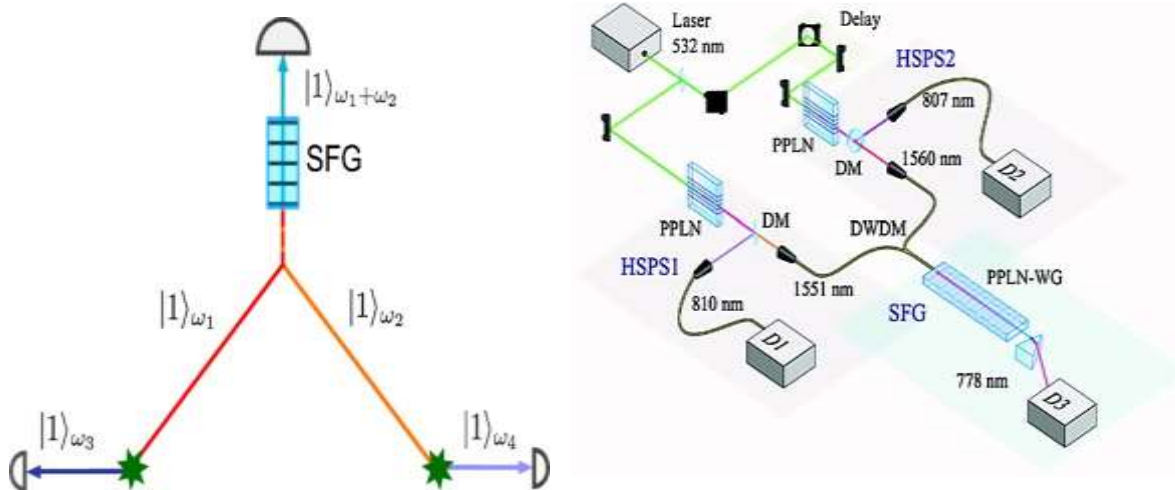 |1⟩ω₁+ω₂
SFG
|1⟩ω₁
|1⟩ω₂
|1⟩ω₃
|1⟩ω₄
Laser
532 nm
Delay
HSPS2
807 nm
PPLN
DM
1560 nm
D2
PPLN
DM
DWDM
HSPS1
1551 nm
PPLN-WG
810 nm
SFG
D1
778 nm
D3